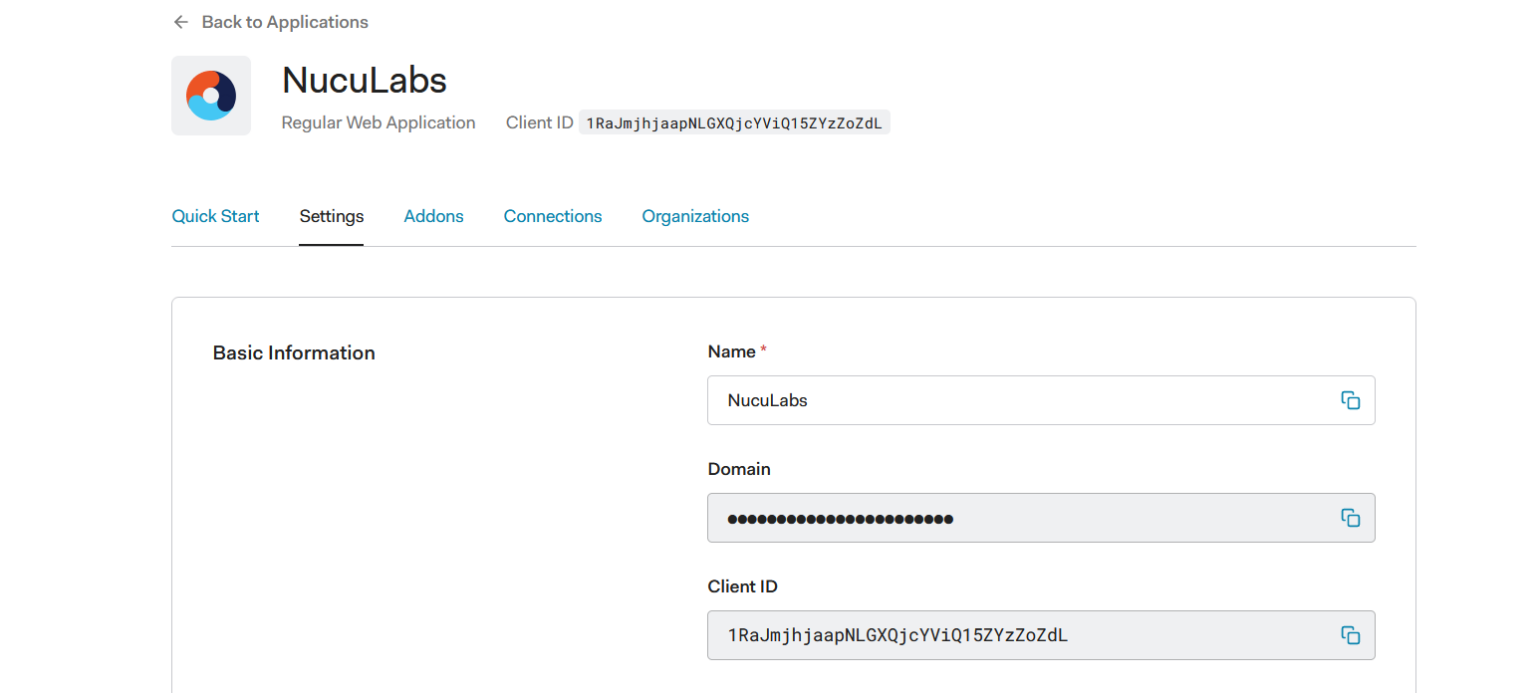 ← Back to Applications
NucuLabs
Regular Web Application Client ID 1RaJmjhjaapNLGXQjcYViQ15ZYzZoZdL
Quick Start Settings Addons Connections Organizations
Basic Information
Name *
NucuLabs
Domain
●●●●●●●●●●●●●●●●●●●●●●●
Client ID
1RaJmjhjaapNLGXQjcYViQ15ZYzZoZdL